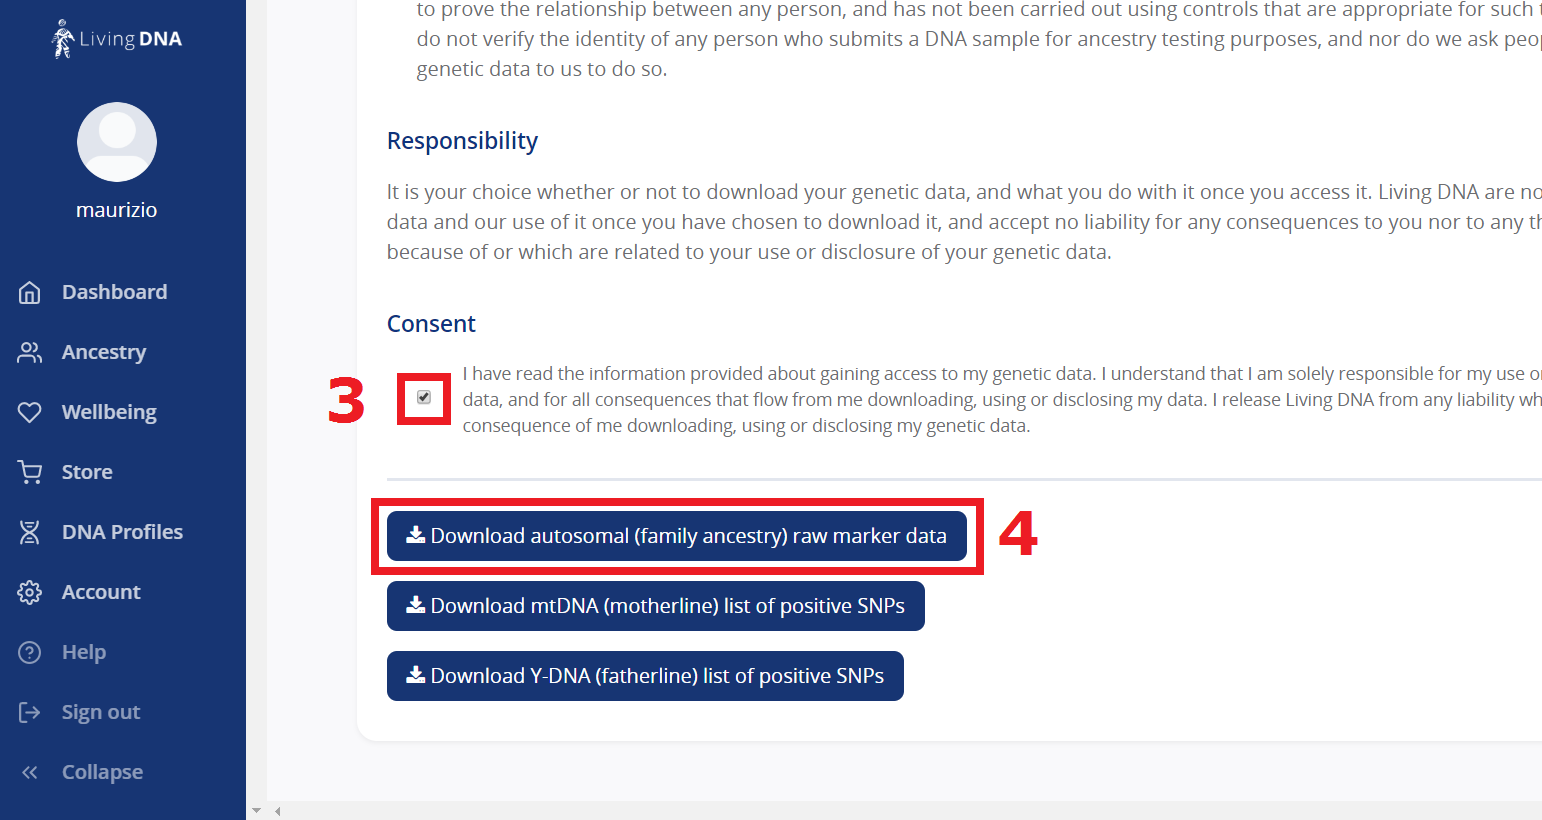 Living DNA
maurizio
Dashboard
Ancestry
Wellbeing
Store
DNA Profiles
Account
Help
Sign out
Collapse
to prove the relationship between any person, and has not been carried out using controls that are appropriate for such
do not verify the identity of any person who submits a DNA sample for ancestry testing purposes, and nor do we ask
genetic data to us to do so.
Responsibility
It is your choice whether or not to download your genetic data, and what you do with it once you access it. Living DNA are
data and our use of it once you have chosen to download it, and accept no liability for any consequences to you nor to any
because of or which are related to your use or disclosure of your genetic data.
Consent
3
I have read the information provided about gaining access to my genetic data. I understand that I am solely responsible for my use
data, and for all consequences that flow from me downloading, using or disclosing my data. I release Living DNA from any liability
consequence of me downloading, using or disclosing my genetic data.
Download autosomal (family ancestry) raw marker data
4
Download mtDNA (motherline) list of positive SNPs
Download Y-DNA (fatherline) list of positive SNPs